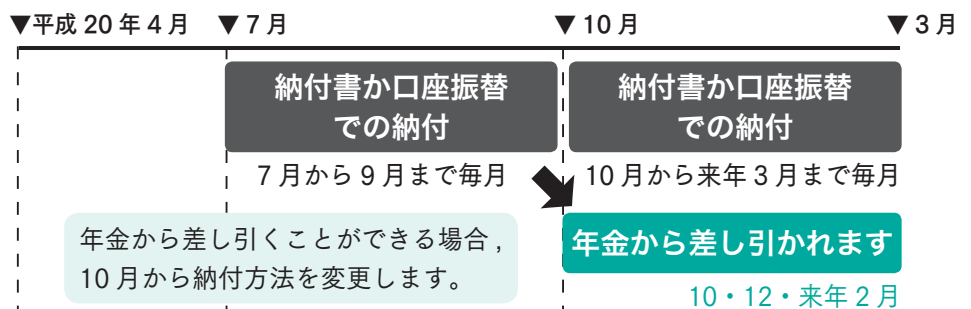 ▼平成 20 年 4 月　▼ 7 月　▼ 10 月　▼ 3 月
納付書か口座振替
での納付
7 月から 9 月まで毎月
納付書か口座振替
での納付
10 月から来年 3 月まで毎月
年金から差し引くことができる場合 ,
10 月から納付方法を変更します。
年金から差し引かれます
10・12・来年 2 月